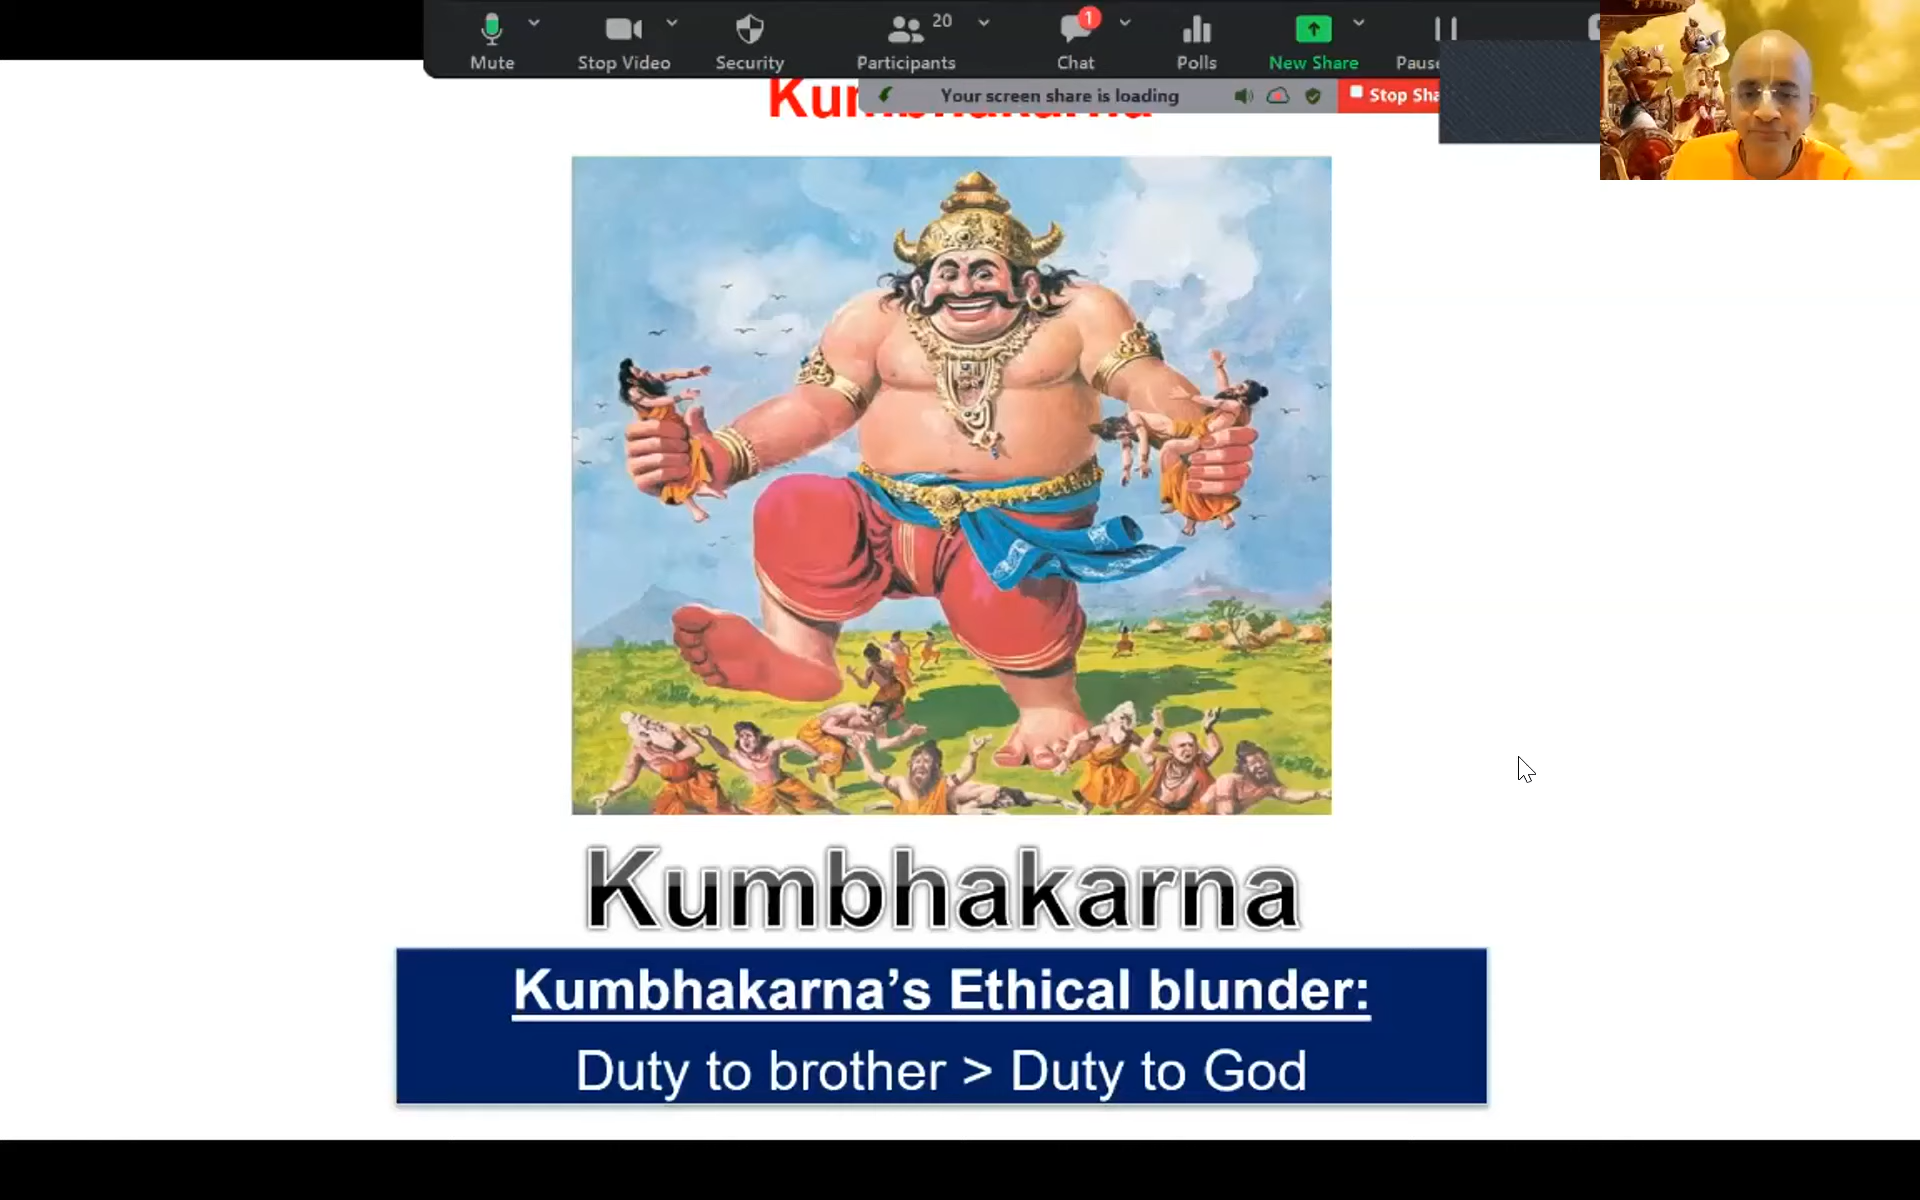 Mute
Stop Video
Security
Participants
20
Chat
1
Polls
New Share
Your screen share is loading
Kumbhakarna
Kumbhakarna's Ethical blunder:
Duty to brother > Duty to God